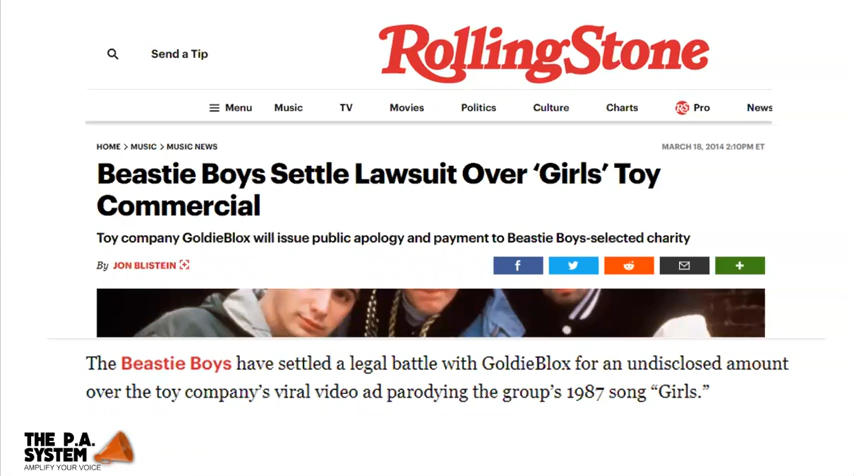 Send a Tip
RollingStone
Menu Music TV Movies Politics Culture Charts RS Pro News
HOME > MUSIC > MUSIC NEWS
MARCH 18, 2014 2:10PM ET
Beastie Boys Settle Lawsuit Over ‘Girls’ Toy
Commercial
Toy company GoldieBlox will issue public apology and payment to Beastie Boys-selected charity
By JON BLISTEIN
The Beastie Boys have settled a legal battle with GoldieBlox for an undisclosed amount
over the toy company’s viral video ad parodying the group’s 1987 song “Girls.”
THE P.A.
SYSTEM
AMPLIFY YOUR VOICE